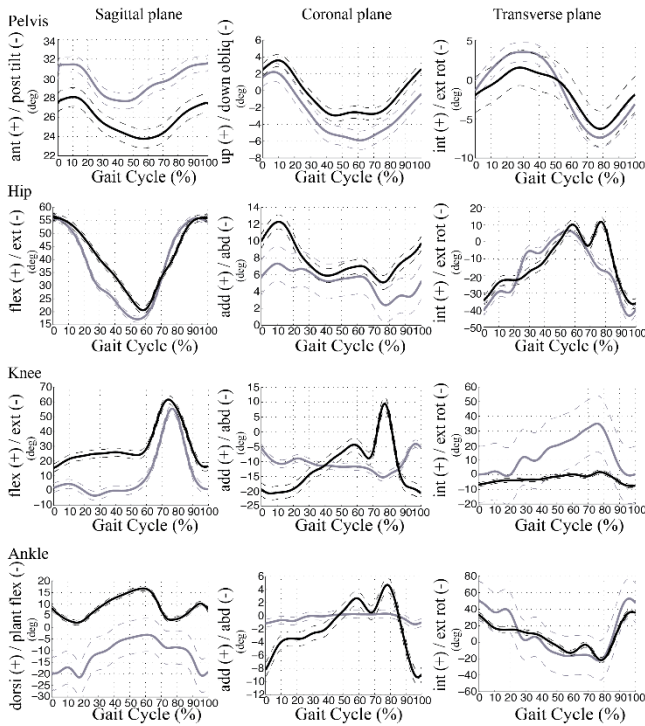 Pelvis Sagittal plane Coronal plane Transverse plane
ant (+) / post tilt (-)
(deg)
34
32
30
28
26
24
22
0 10 20 30 40 50 60 70 80 90100
Gait Cycle (%)
up (+) / down obliq (-)
(deg)
6
4
2
0
-2
-4
-6
-8
0 10 20 30 40 50 60 70 80 90 100
Gait Cycle (%)
int (+) / ext rot (-)
(deg)
5
0
-5
-10
0 10 20 30 40 50 60 70 80 90 100
Gait Cycle (%)
Hip
flex (+) / ext (-)
(deg)
60
55
50
45
40
35
30
25
20
15
0 10 20 30 40 50 60 70 80 90100
Gait Cycle (%)
add (+) / abd (-)
(deg)
14
12
10
8
6
4
2
0
0 10 20 30 40 50 60 70 80 90 100
Gait Cycle (%)
int (+) / ext rot (-)
(deg)
20
10
0
-10
-20
-30
-40
-50
0 10 20 30 40 50 60 70 80 90 100
Gait Cycle (%)
Knee
flex (+) / ext (-)
(deg)
70
60
50
40
30
20
10
0
-10
0 10 20 30 40 50 60 70 80 90100
Gait Cycle (%)
add (+) / abd (-)
(deg)
15
10
5
0
-5
-10
-15
-20
-25
0 10 20 30 40 50 60 70 80 90 100
Gait Cycle (%)
int (+) / ext rot (-)
(deg)
60
50
40
30
20
10
0
-10
-20
0 10 20 30 40 50 60 70 80 90 100
Gait Cycle (%)
Ankle
dorsi (+) / plant flex (-)
(deg)
20
15
10
5
0
-5
-10
-15
-20
-25
-30
0 10 20 30 40 50 60 70 80 90100
Gait Cycle (%)
add (+) / abd (-)
(deg)
6
4
2
0
-2
-4
-6
-8
-10
-12
0 10 20 30 40 50 60 70 80 90 100
Gait Cycle (%)
int (+) / ext rot (-)
(deg)
80
60
40
20
0
-20
-40
-60
0 10 20 30 40 50 60 70 80 90 100
Gait Cycle (%)